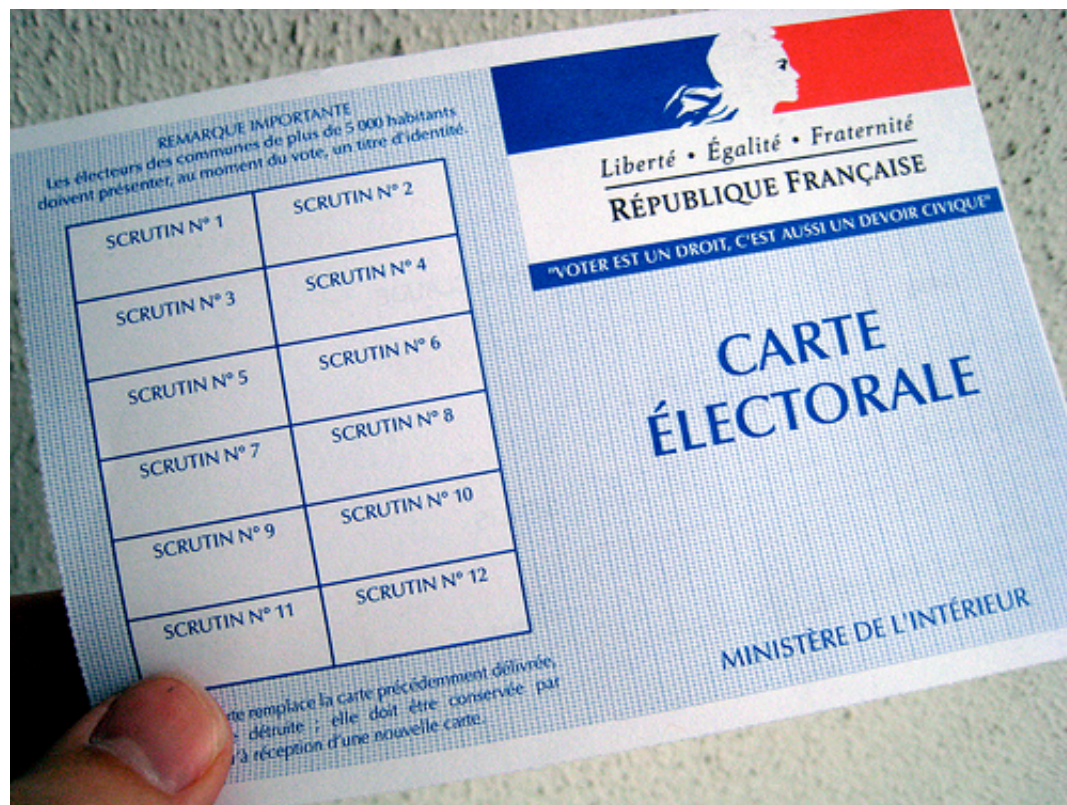 REMARQUE IMPORTANTE
Les électeurs des communes de plus de 5 000 habitants
doivent présenter, au moment du vote, un titre d'identité.
SCRUTIN N° 1
SCRUTIN N° 2
SCRUTIN N° 3
SCRUTIN N° 4
SCRUTIN N° 5
SCRUTIN N° 6
SCRUTIN N° 7
SCRUTIN N° 8
SCRUTIN N° 9
SCRUTIN N° 10
SCRUTIN N° 11
SCRUTIN N° 12
remplace la carte précédemment délivrée,
détruite ; elle doit être conservée par
réception d'une nouvelle carte.
Liberté • Égalité • Fraternité
RÉPUBLIQUE FRANÇAISE
"VOTER EST UN DROIT, C'EST AUSSI UN DEVOIR CIVIQUE"
CARTE
ÉLECTORALE
MINISTÈRE DE L'INTÉRIEUR